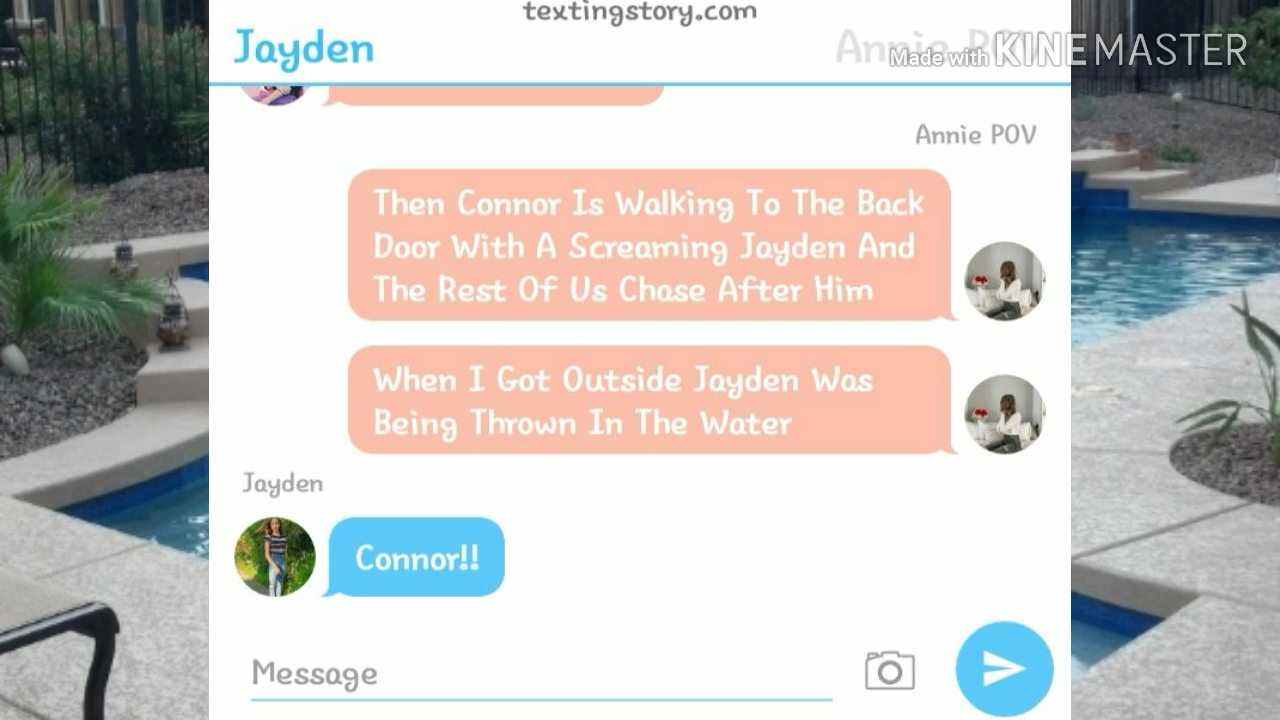 textingstory.com
Jayden
Annie POV
Made with KINEMASTER
Annie POV
Then Connor Is Walking To The Back
Door With A Screaming Jayden And
The Rest Of Us Chase After Him
When I Got Outside Jayden Was
Being Thrown In The Water
Jayden
Connor!!
Message